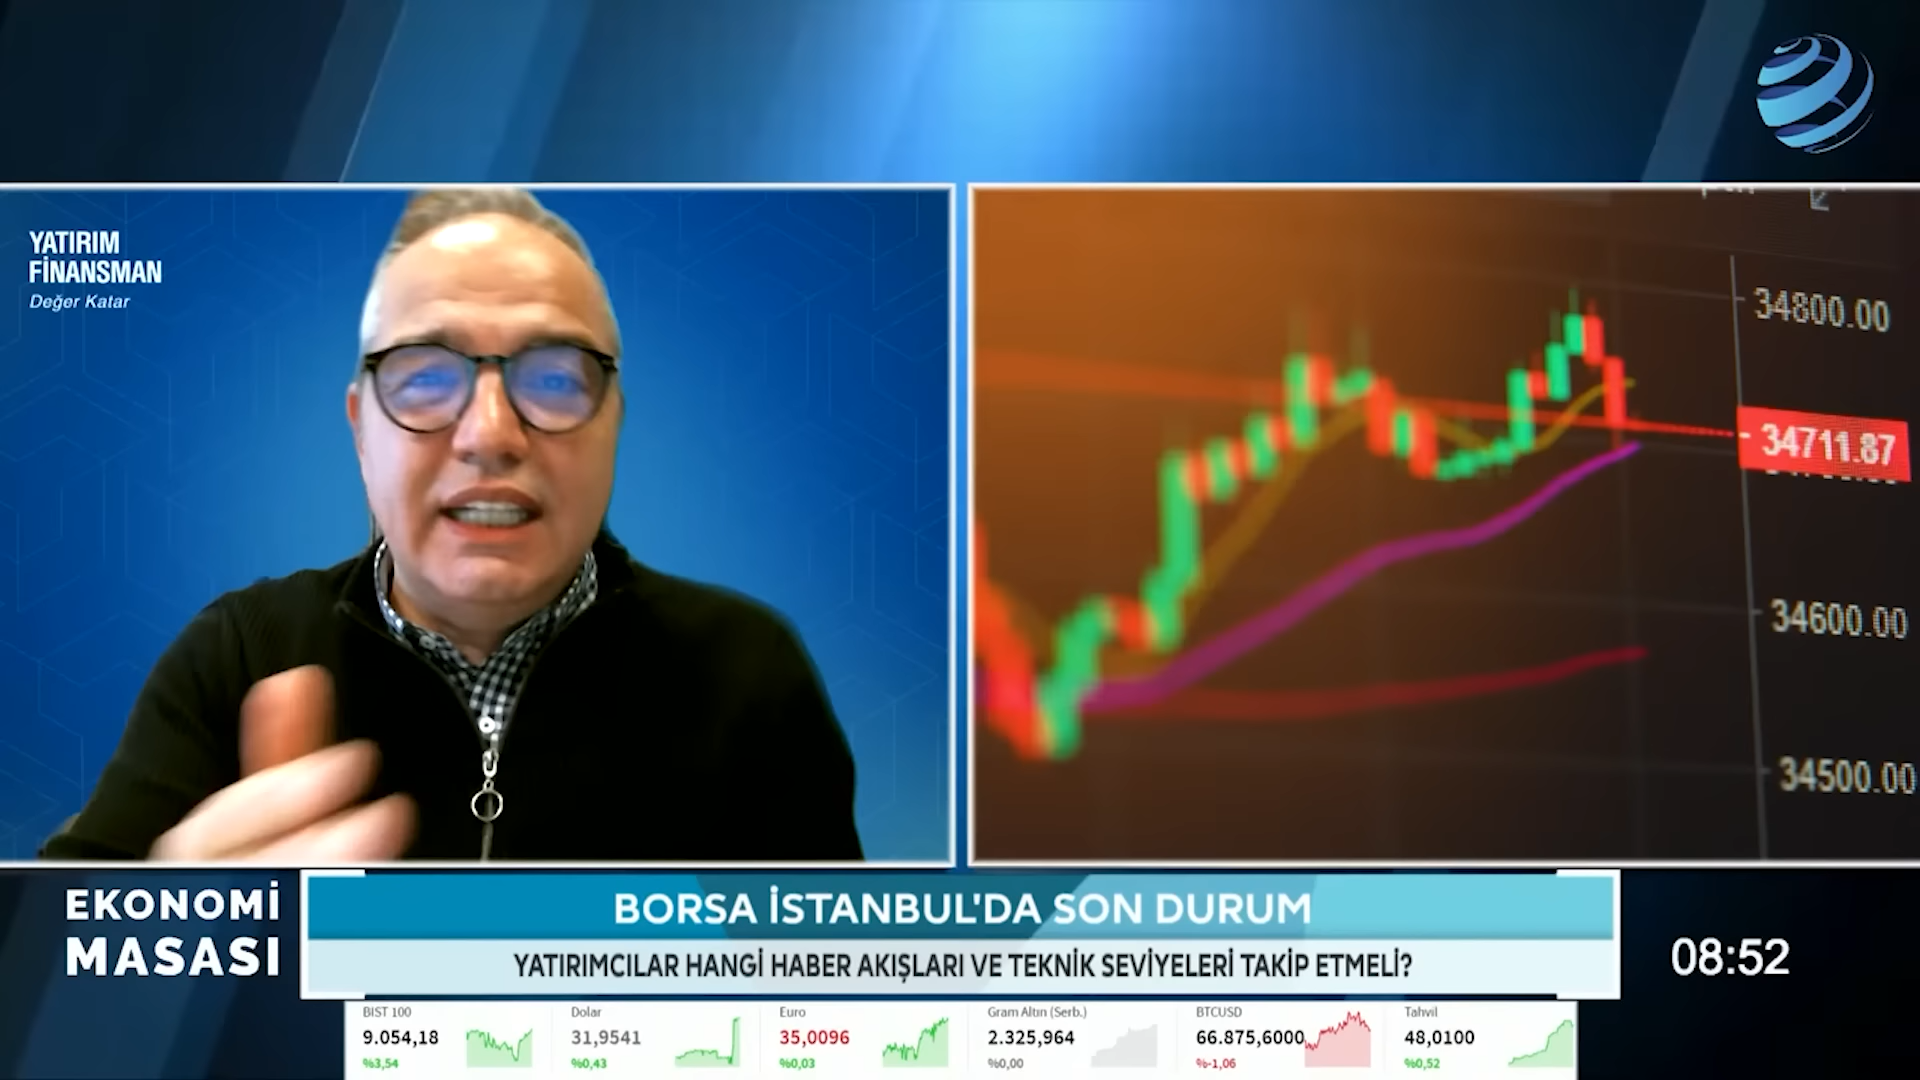 YATIRIM
FİNANSMAN
Değer Katar
34800.00
34711.87
34600.00
34500.00
EKONOMİ
MASASI
BORSA İSTANBUL'DA SON DURUM
YATIRIMCILAR HANGİ HABER AKIŞLARI VE TEKNİK SEVİYELERİ TAKİP ETMELİ?
08:52
BIST 100
9.054,18
%3,54
Dolar
31,9541
%0,43
Euro
35,0096
%0,03
Gram Altın (Serb.)
2.325,964
%0,00
BTCUSD
66.875,6000
%-1,06
Tahvil
48,0100
%0,52